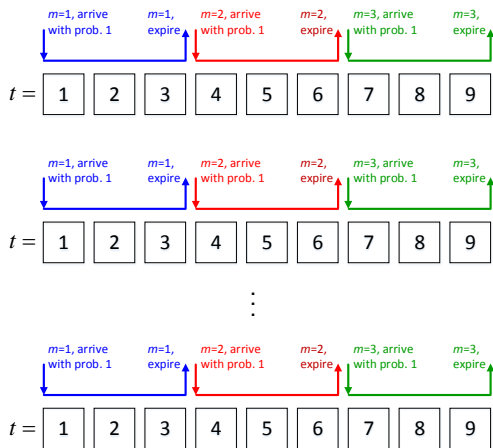 m=1, arrive m=1, m=2, arrive m=2, m=3, arrive m=3,
with prob. 1 expire with prob. 1 expire with prob. 1 expire
t = 1 2 3 4 5 6 7 8 9
m=1, arrive m=1, m=2, arrive m=2, m=3, arrive m=3,
with prob. 1 expire with prob. 1 expire with prob. 1 expire
t = 1 2 3 4 5 6 7 8 9
⋮
m=1, arrive m=1, m=2, arrive m=2, m=3, arrive m=3,
with prob. 1 expire with prob. 1 expire with prob. 1 expire
t = 1 2 3 4 5 6 7 8 9